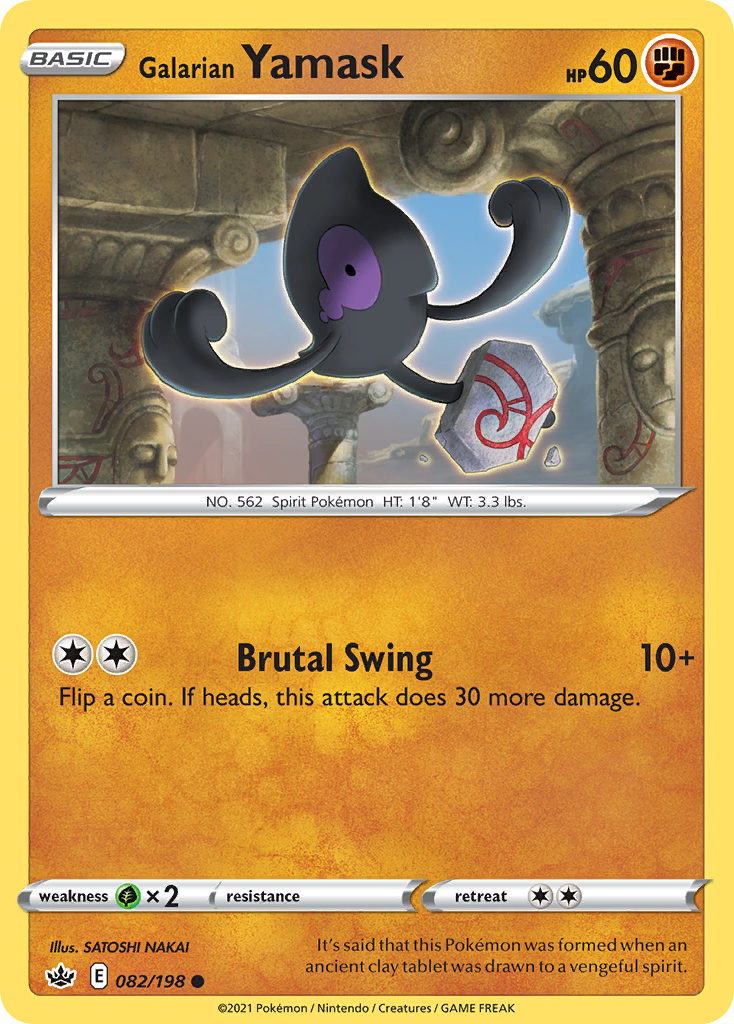 BASIC
Galarian Yamask
HP60
NO. 562 Spirit Pokémon HT: 1'8" WT: 3.3 lbs.
Brutal Swing 10+
Flip a coin. If heads, this attack does 30 more damage.
weakness ×2 resistance retreat
Illus. SATOSHI NAKAI
It's said that this Pokémon was formed when an
ancient clay tablet was drawn to a vengeful spirit.
E 082/198
©2021 Pokémon / Nintendo / Creatures / GAME FREAK